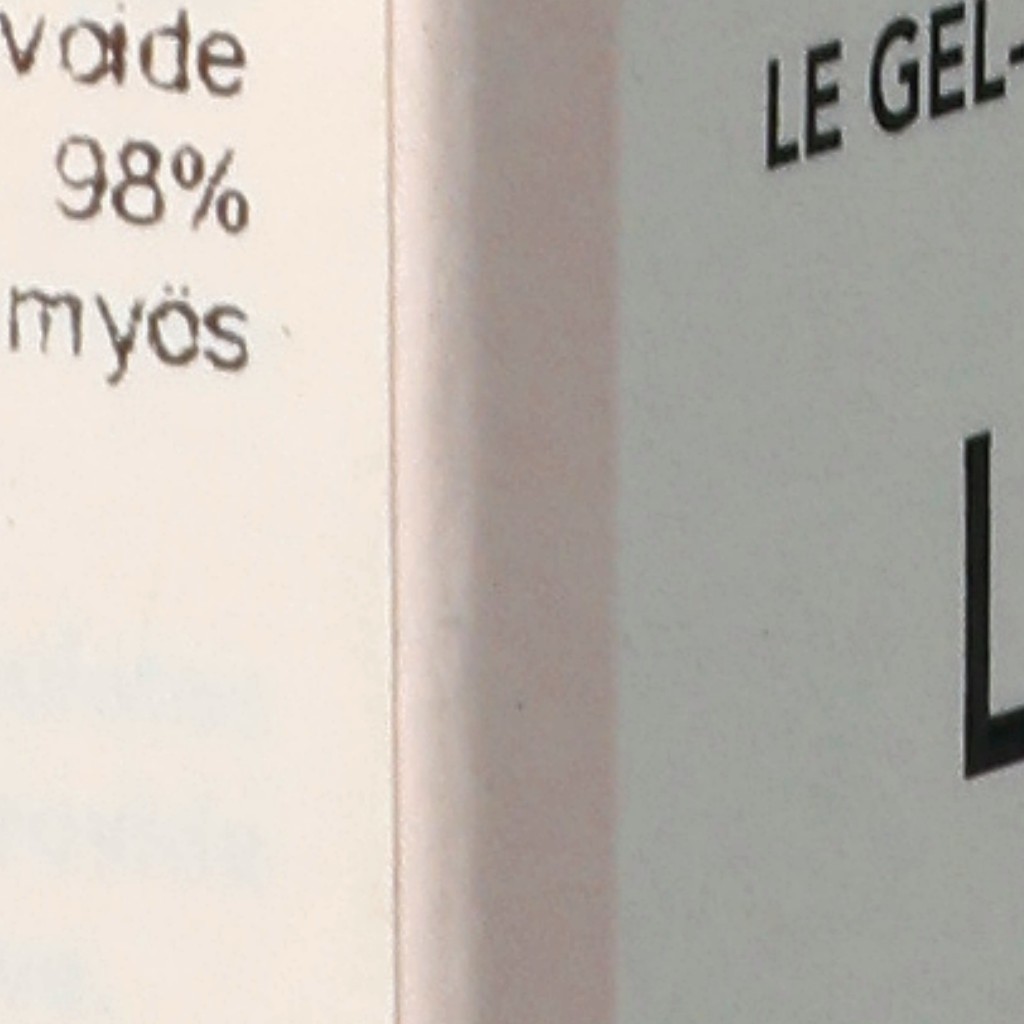 voide
98%
myös
LE GEL-
L